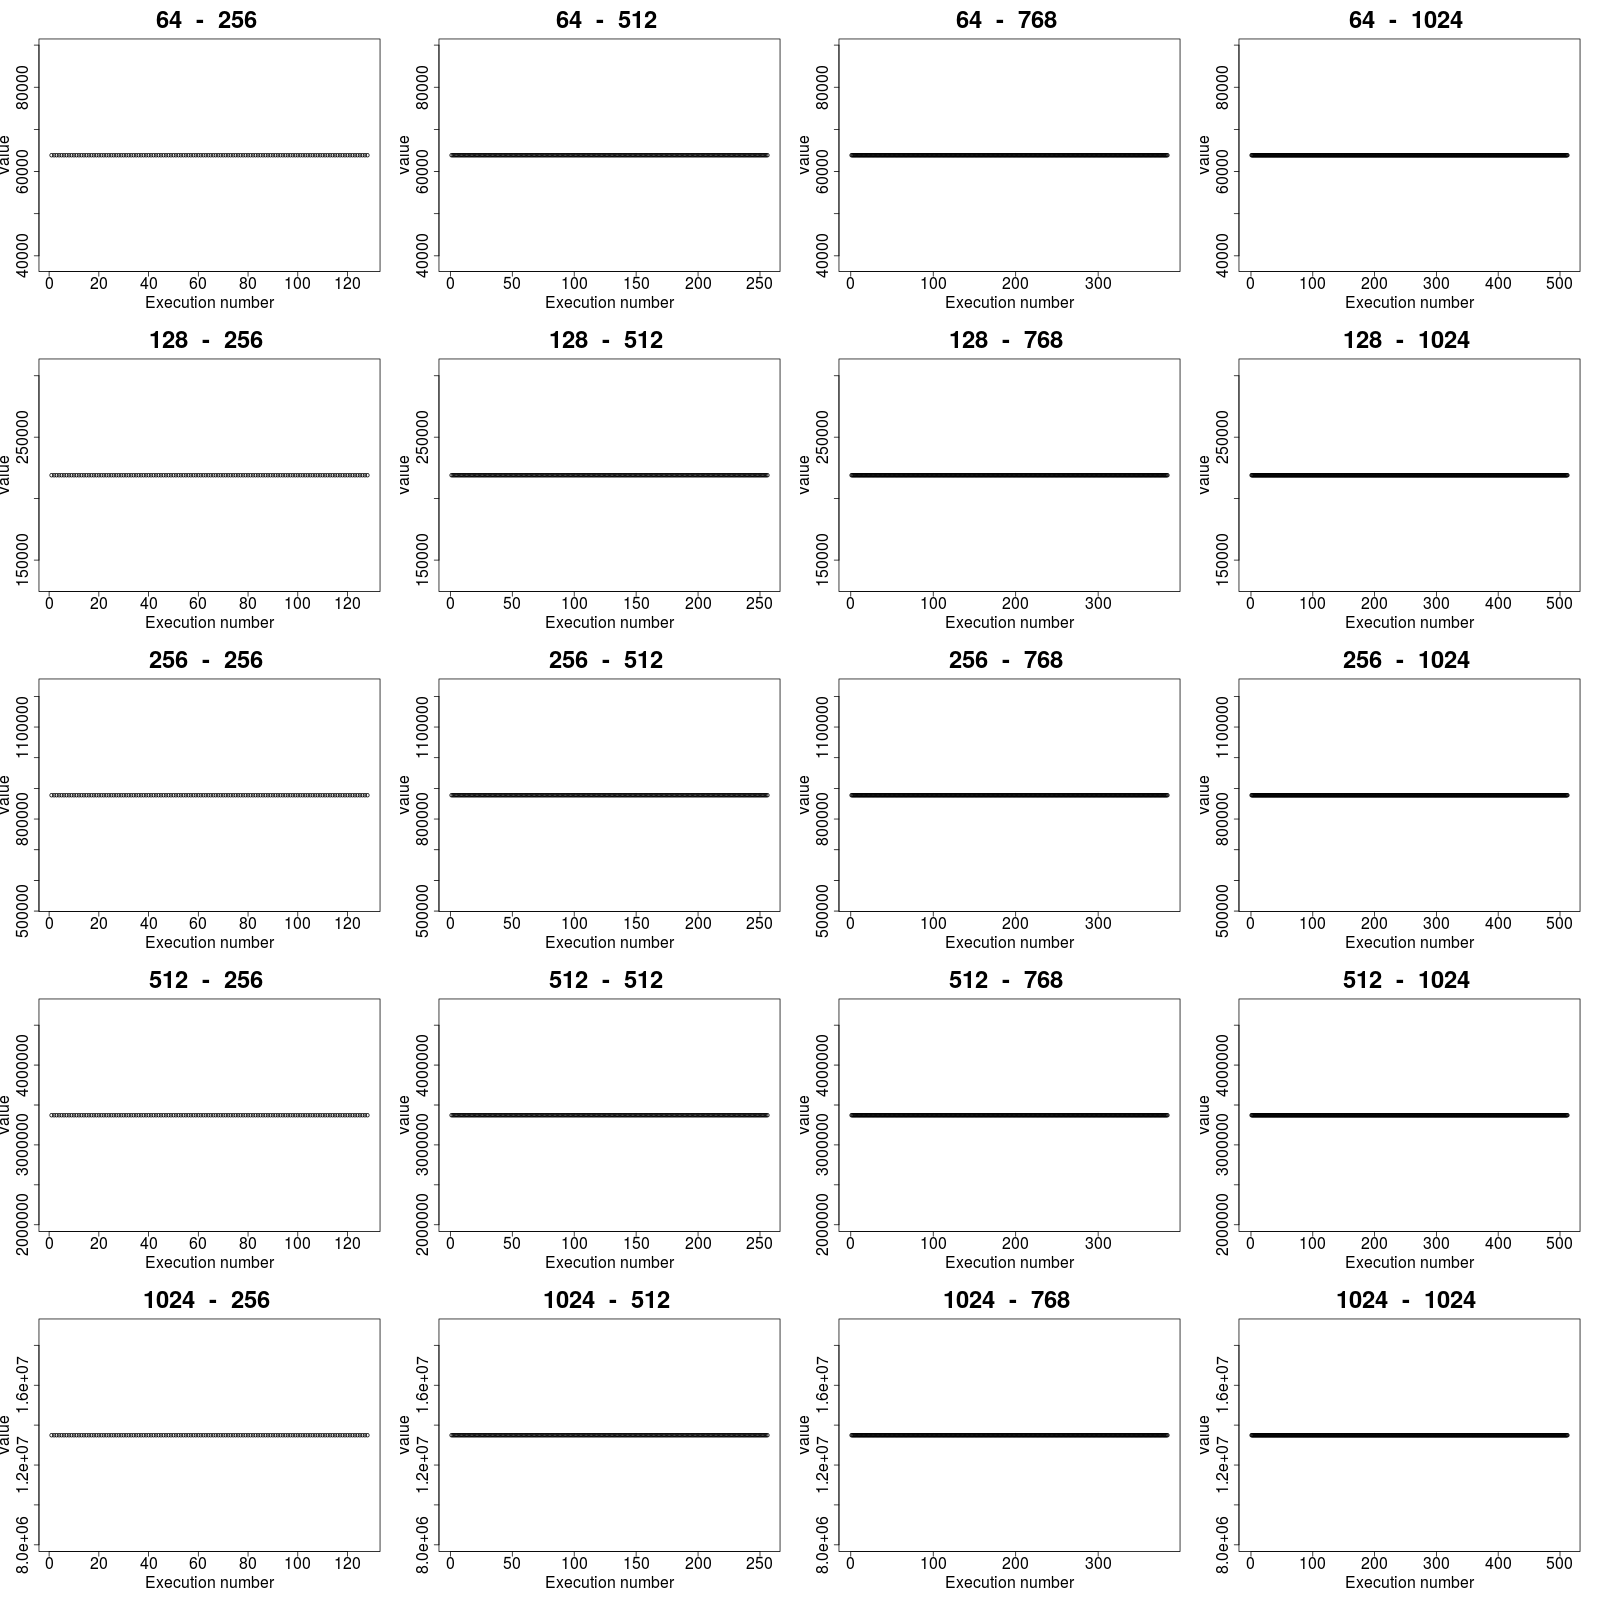 64 - 256
80000
60000
40000
value
0 20 40 60 80 100 120
Execution number
64 - 512
80000
60000
40000
value
0 50 100 150 200 250
Execution number
64 - 768
80000
60000
40000
value
0 100 200 300
Execution number
64 - 1024
80000
60000
40000
value
0 100 200 300 400 500
Execution number
128 - 256
250000
150000
value
0 20 40 60 80 100 120
Execution number
128 - 512
250000
150000
value
0 50 100 150 200 250
Execution number
128 - 768
250000
150000
value
0 100 200 300
Execution number
128 - 1024
250000
150000
value
0 100 200 300 400 500
Execution number
256 - 256
1100000
800000
500000
value
0 20 40 60 80 100 120
Execution number
256 - 512
1100000
800000
500000
value
0 50 100 150 200 250
Execution number
256 - 768
1100000
800000
500000
value
0 100 200 300
Execution number
256 - 1024
1100000
800000
500000
value
0 100 200 300 400 500
Execution number
512 - 256
4000000
3000000
2000000
value
0 20 40 60 80 100 120
Execution number
512 - 512
4000000
3000000
2000000
value
0 50 100 150 200 250
Execution number
512 - 768
4000000
3000000
2000000
value
0 100 200 300
Execution number
512 - 1024
4000000
3000000
2000000
value
0 100 200 300 400 500
Execution number
1024 - 256
1.6e+07
1.2e+07
8.0e+06
value
0 20 40 60 80 100 120
Execution number
1024 - 512
1.6e+07
1.2e+07
8.0e+06
value
0 50 100 150 200 250
Execution number
1024 - 768
1.6e+07
1.2e+07
8.0e+06
value
0 100 200 300
Execution number
1024 - 1024
1.6e+07
1.2e+07
8.0e+06
value
0 100 200 300 400 500
Execution number